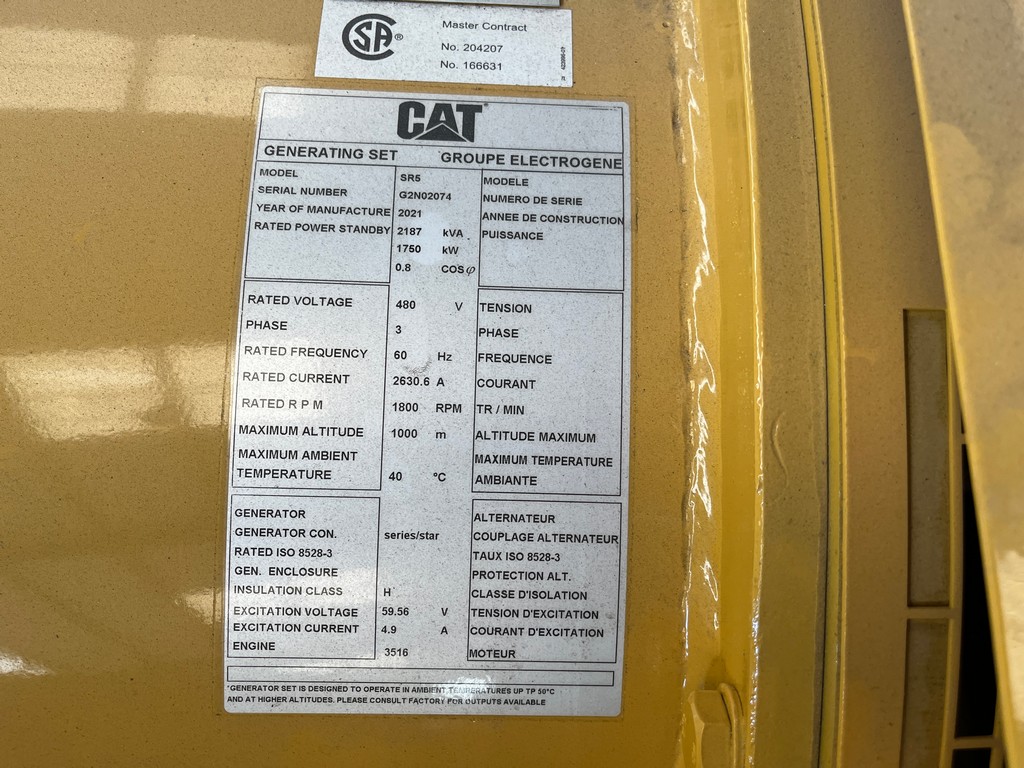 CSA ® Master Contract
No. 204207
No. 166631
CAT
GENERATING SET GROUPE ELECTROGENE
MODEL SR5 MODELE
SERIAL NUMBER G2N02074 NUMERO DE SERIE
YEAR OF MANUFACTURE 2021 ANNEE DE CONSTRUCTION
RATED POWER STANDBY 2187 kVA PUISSANCE
1750 kW
0.8 COS φ
RATED VOLTAGE 480 V TENSION
PHASE 3 PHASE
RATED FREQUENCY 60 Hz FREQUENCE
RATED CURRENT 2630.6 A COURANT
RATED R P M 1800 RPM TR / MIN
MAXIMUM ALTITUDE 1000 m ALTITUDE MAXIMUM
MAXIMUM AMBIENT MAXIMUM TEMPERATURE
TEMPERATURE 40 °C AMBIANTE
GENERATOR ALTERNATEUR
GENERATOR CON. series/star COUPLAGE ALTERNATEUR
RATED ISO 8528-3 TAUX ISO 8528-3
GEN. ENCLOSURE PROTECTION ALT.
INSULATION CLASS H CLASSE D'ISOLATION
EXCITATION VOLTAGE 59.56 V TENSION D'EXCITATION
EXCITATION CURRENT 4.9 A COURANT D'EXCITATION
ENGINE 3516 MOTEUR
*GENERATOR SET IS DESIGNED TO OPERATE IN AMBIENT TEMPERATURES UP TP 50°C
AND AT HIGHER ALTITUDES. PLEASE CONSULT FACTORY FOR OUTPUTS AVAILABLE